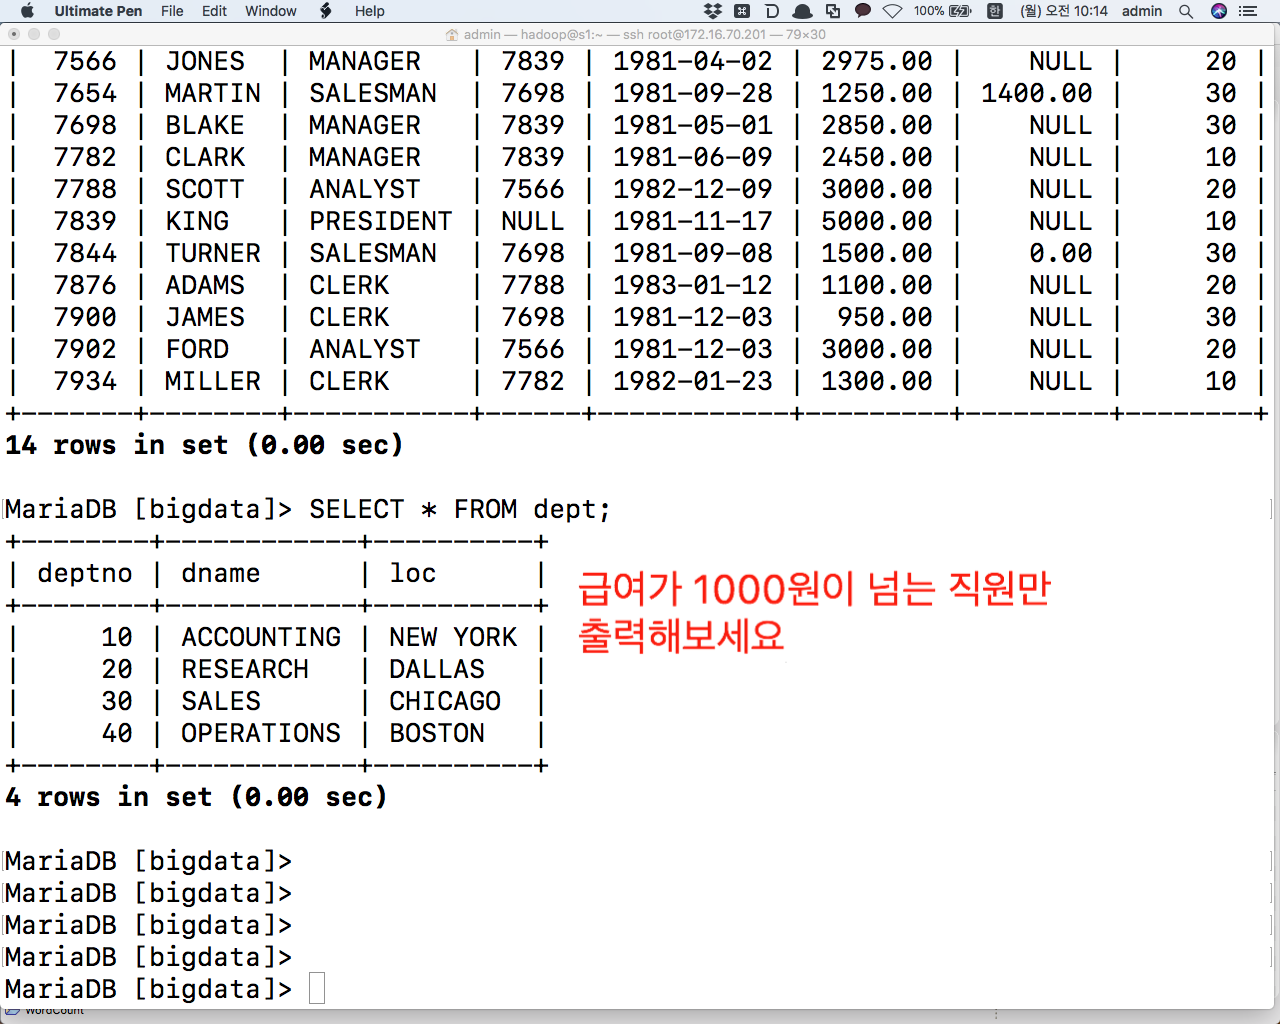 Ultimate Pen File Edit Window Help 100% 한 (월) 오전 10:14 admin
admin — hadoop@s1:~ — ssh root@172.16.70.201 — 79×30
| 7566 | JONES | MANAGER | 7839 | 1981-04-02 | 2975.00 | NULL | 20 |
| 7654 | MARTIN | SALESMAN | 7698 | 1981-09-28 | 1250.00 | 1400.00 | 30 |
| 7698 | BLAKE | MANAGER | 7839 | 1981-05-01 | 2850.00 | NULL | 30 |
| 7782 | CLARK | MANAGER | 7839 | 1981-06-09 | 2450.00 | NULL | 10 |
| 7788 | SCOTT | ANALYST | 7566 | 1982-12-09 | 3000.00 | NULL | 20 |
| 7839 | KING | PRESIDENT | NULL | 1981-11-17 | 5000.00 | NULL | 10 |
| 7844 | TURNER | SALESMAN | 7698 | 1981-09-08 | 1500.00 | 0.00 | 30 |
| 7876 | ADAMS | CLERK | 7788 | 1983-01-12 | 1100.00 | NULL | 20 |
| 7900 | JAMES | CLERK | 7698 | 1981-12-03 | 950.00 | NULL | 30 |
| 7902 | FORD | ANALYST | 7566 | 1981-12-03 | 3000.00 | NULL | 20 |
| 7934 | MILLER | CLERK | 7782 | 1982-01-23 | 1300.00 | NULL | 10 |
+-------+--------+-----------+------+------------+---------+---------+--------+
14 rows in set (0.00 sec)
MariaDB [bigdata]> SELECT * FROM dept;
+--------+------------+----------+
| deptno | dname | loc |
+--------+------------+----------+
| 10 | ACCOUNTING | NEW YORK |
| 20 | RESEARCH | DALLAS |
| 30 | SALES | CHICAGO |
| 40 | OPERATIONS | BOSTON |
+--------+------------+----------+
급여가 1000원이 넘는 직원만
출력해보세요
4 rows in set (0.00 sec)
MariaDB [bigdata]>
MariaDB [bigdata]>
MariaDB [bigdata]>
MariaDB [bigdata]>
MariaDB [bigdata]>
WordCount